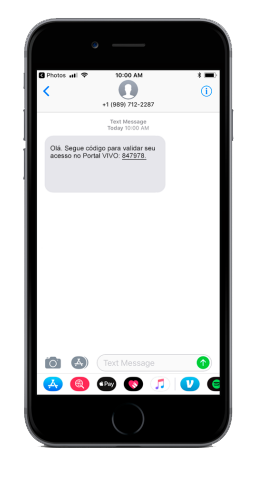 Photos
10:00 AM
+1 (989) 712-2287
Text Message
Today 10:00 AM
Olá. Segue código para validar seu
acesso no Portal VIVO: 847978.
Text Message
Pay